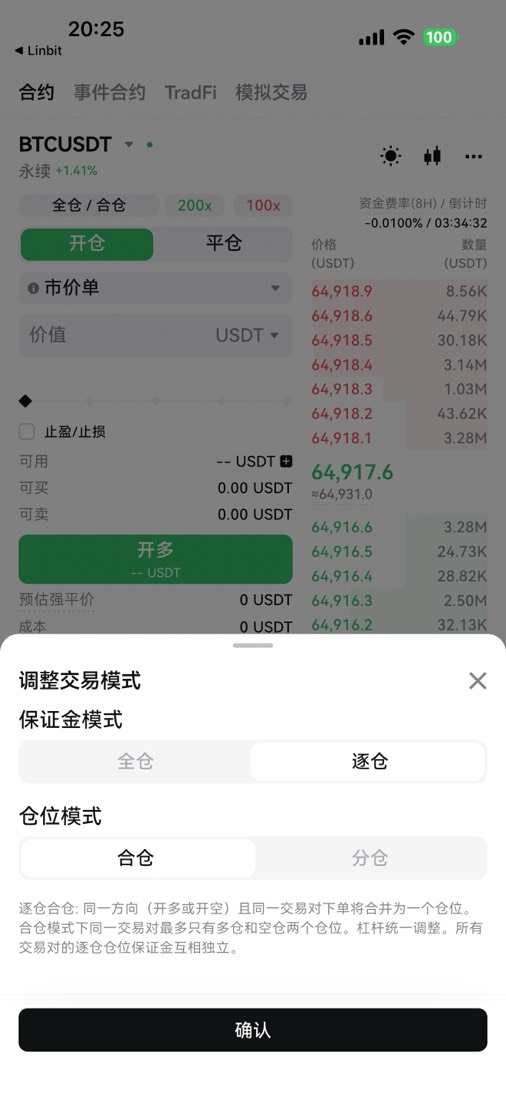 20:25
100
◀ Linbit
合约 事件合约 TradFi 模拟交易
BTCUSDT
永续 +1.41%
全仓 / 合仓 200x 100x
资金费率(8H) / 倒计时
-0.0100% / 03:34:32
开仓 平仓
价格 数量
(USDT) (USDT)
市价单
价值 USDT
64,918.9 8.56K
64,918.6 44.79K
64,918.5 30.18K
64,918.4 3.14M
64,918.3 1.03M
64,918.2 43.62K
64,918.1 3.28M
止盈/止损
可用 -- USDT
可买 0.00 USDT
可卖 0.00 USDT
64,917.6
≈64,931.0
开多
-- USDT
64,916.6 3.28M
64,916.5 24.73K
64,916.4 28.82K
64,916.3 2.50M
64,916.2 32.13K
预估强平价 0 USDT
成本 0 USDT
调整交易模式
保证金模式
全仓 逐仓
仓位模式
合仓 分仓
逐仓合仓: 同一方向（开多或开空）且同一交易对下单将合并为一个仓位。
合仓模式下同一交易对最多只有多仓和空仓两个仓位。杠杆统一调整。所有
交易对的逐仓仓位保证金互相独立。
确认